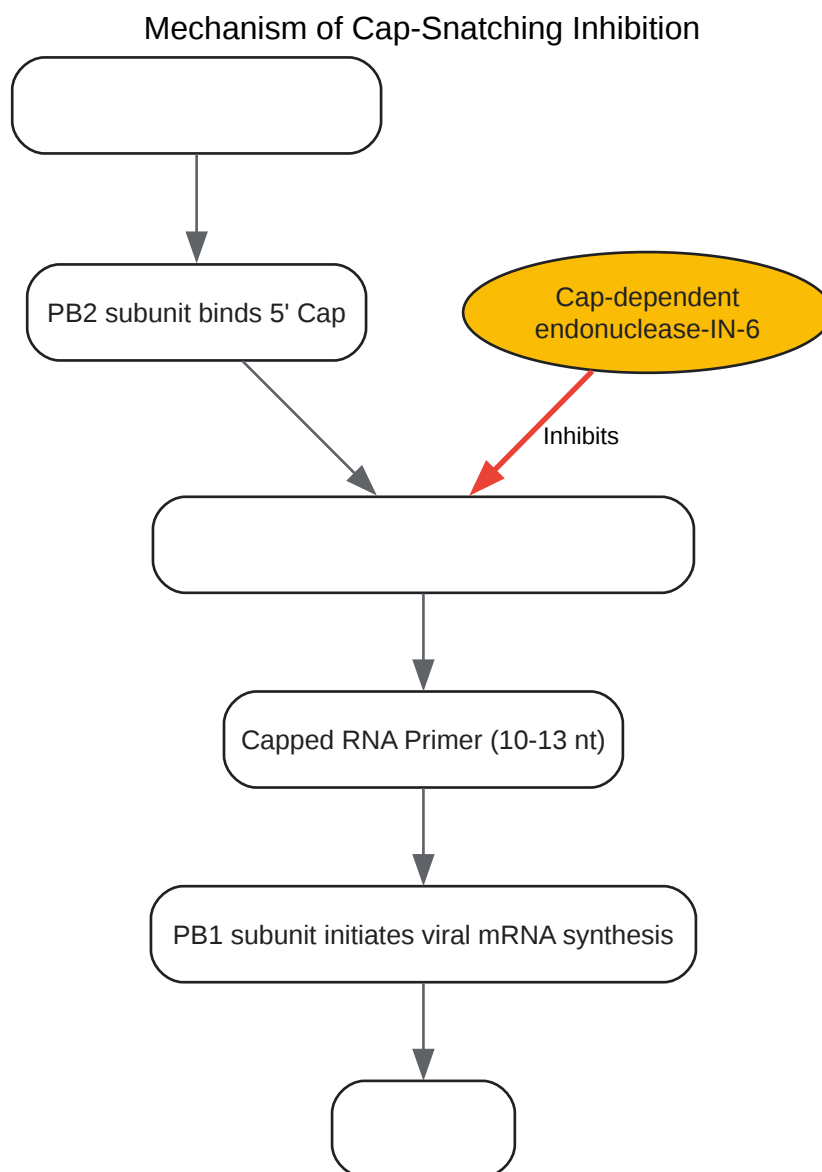 Mechanism of Cap-Snatching Inhibition
PB2 subunit binds 5' Cap
Cap-dependent
endonuclease-IN-6
Inhibits
Capped RNA Primer (10-13 nt)
PB1 subunit initiates viral mRNA synthesis